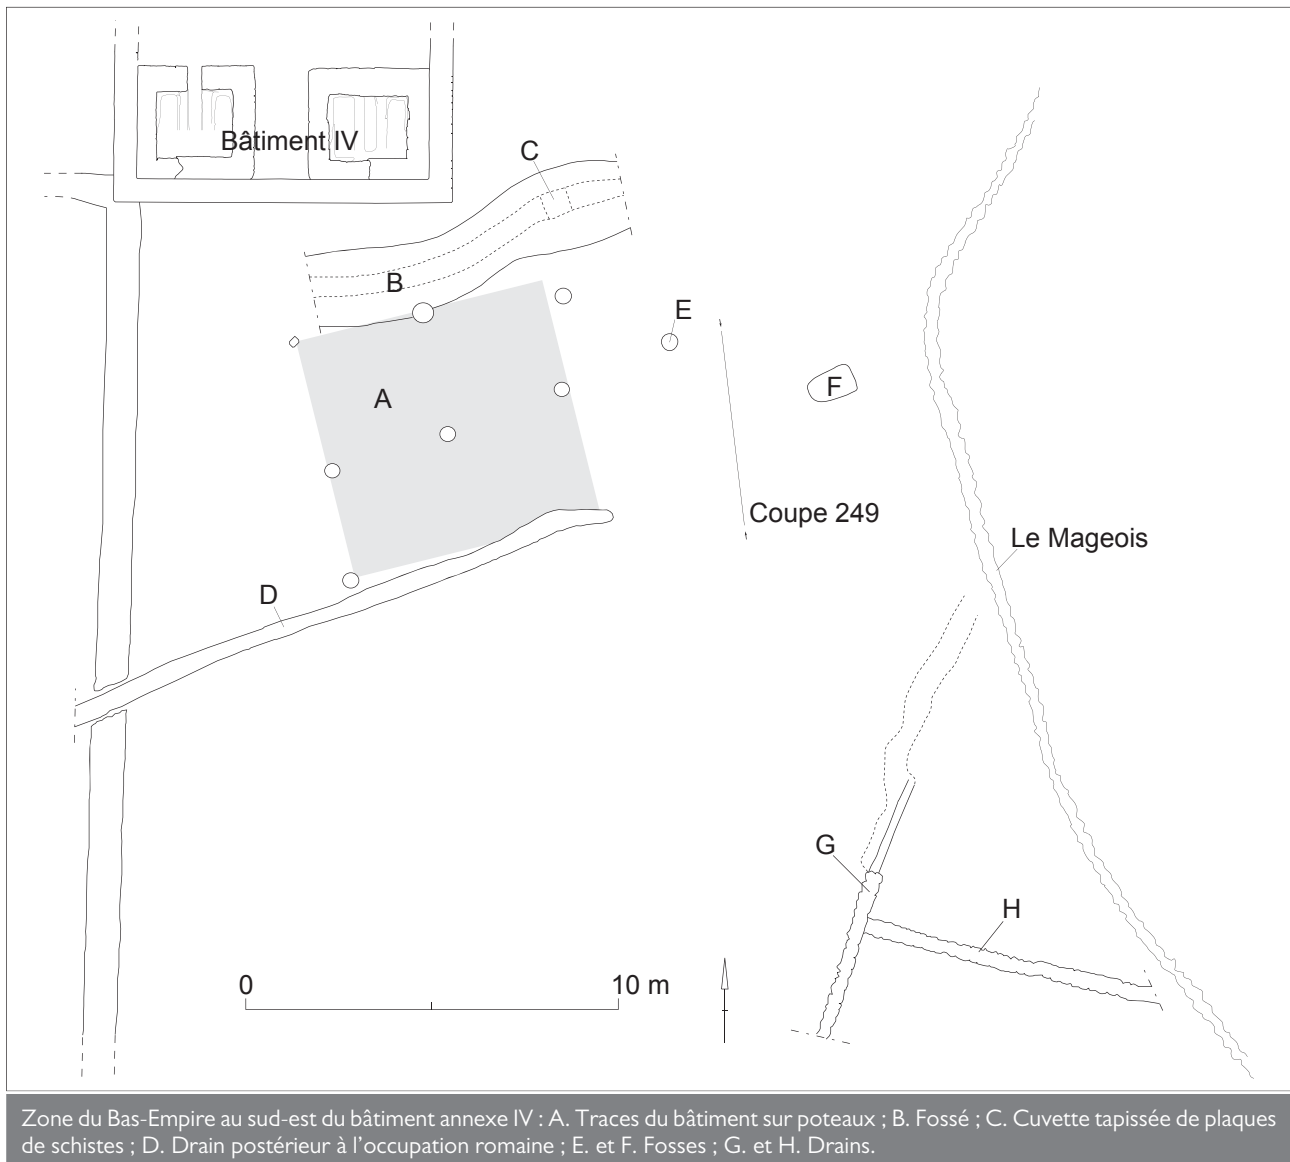 Bâtiment IV
C
B
E
A
F
Coupe 249
Le Mageois
D
G
H
0 10 m
Zone du Bas-Empire au sud-est du bâtiment annexe IV : A. Traces du bâtiment sur poteaux ; B. Fossé ; C. Cuvette tapissée de plaques
de schistes ; D. Drain postérieur à l’occupation romaine ; E. et F. Fosses ; G. et H. Drains.